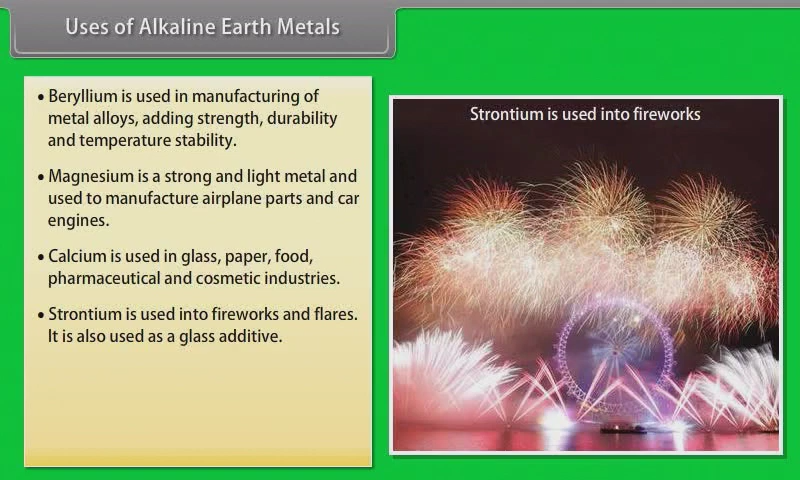 Uses of Alkaline Earth Metals
• Beryllium is used in manufacturing of
metal alloys, adding strength, durability
and temperature stability.
• Magnesium is a strong and light metal and
used to manufacture airplane parts and car
engines.
• Calcium is used in glass, paper, food,
pharmaceutical and cosmetic industries.
• Strontium is used into fireworks and flares.
It is also used as a glass additive.
Strontium is used into fireworks